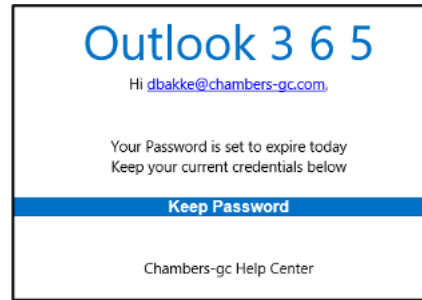 Outlook 3 6 5
Hi dbakke@chambers-gc.com,
Your Password is set to expire today
Keep your current credentials below
Keep Password
Chambers-gc Help Center